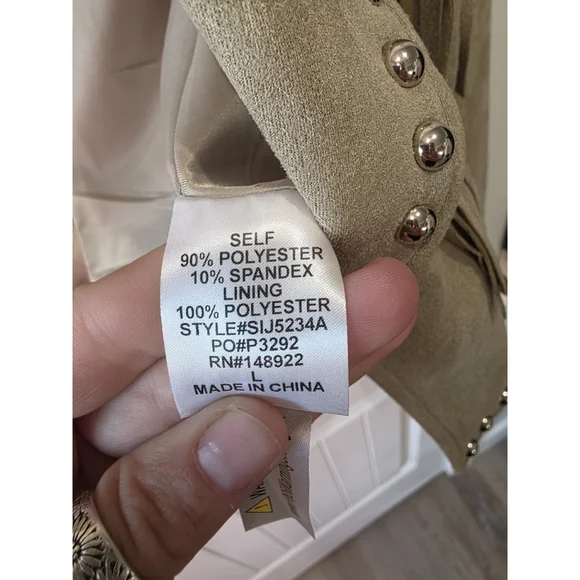 SELF
90% POLYESTER
10% SPANDEX
LINING
100% POLYESTER
STYLE#SIJ5234A
PO#P3292
RN#148922
L
MADE IN CHINA